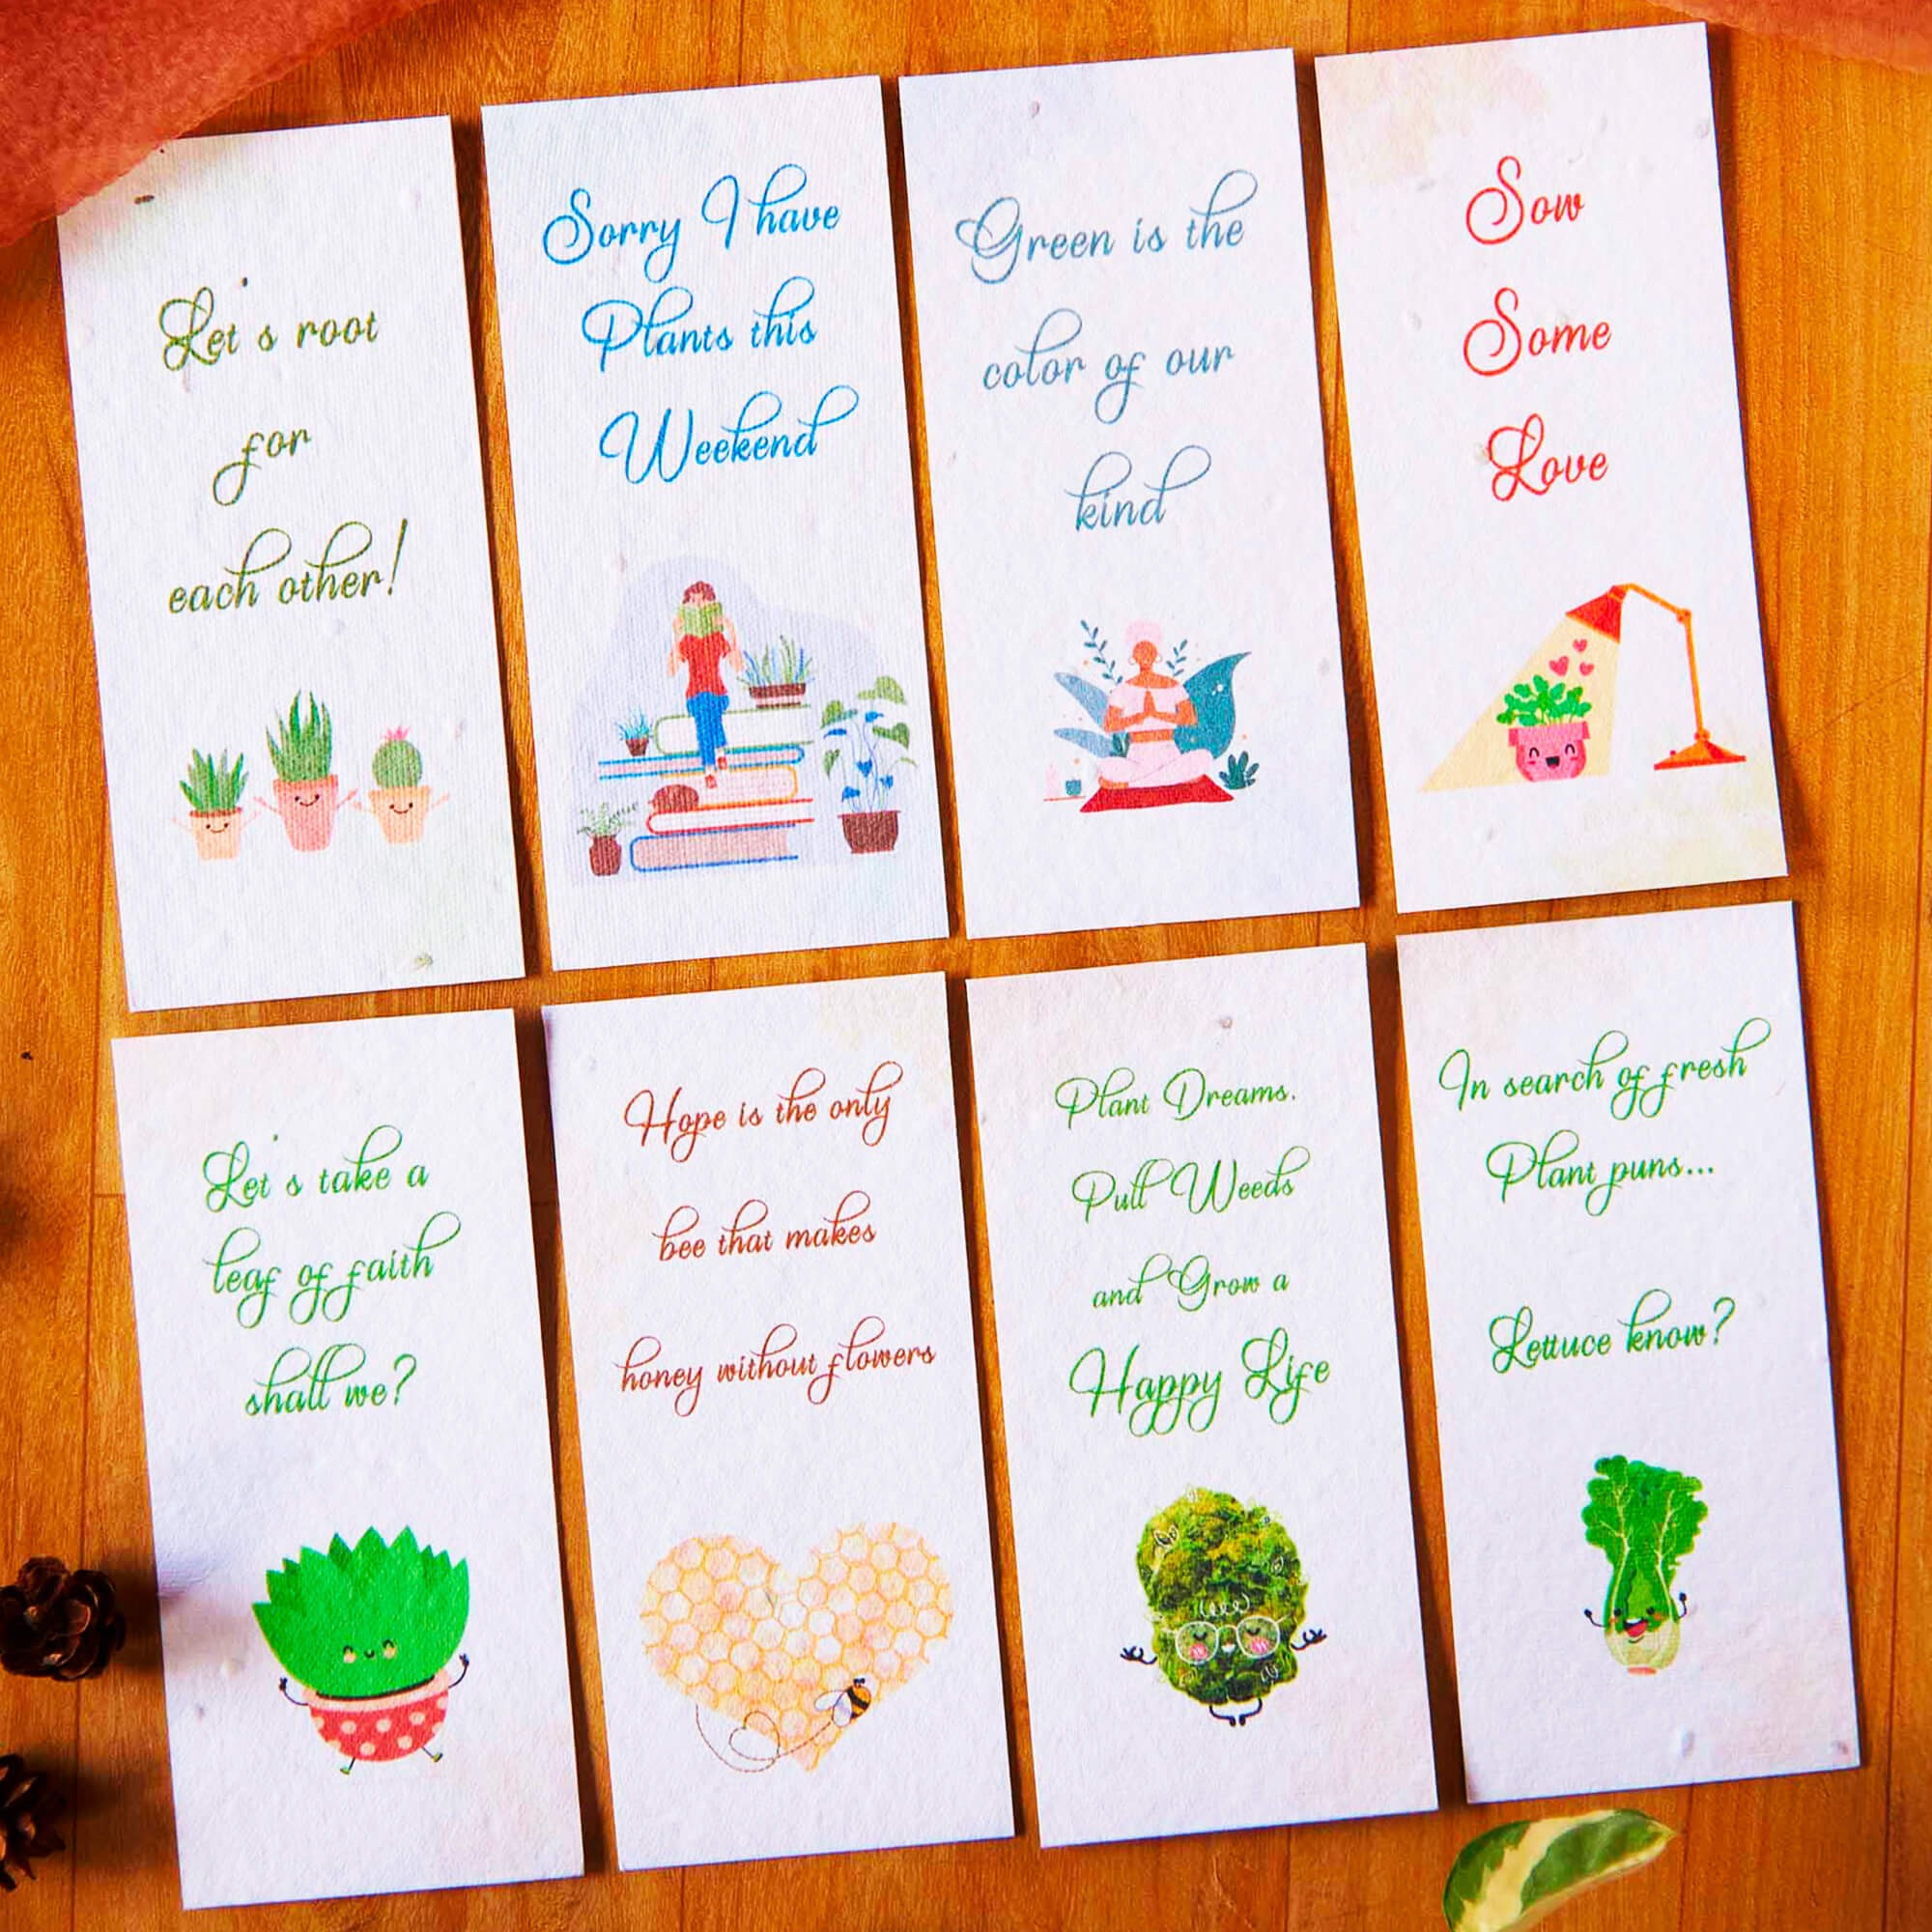 Let's root
for
each other!
Sorry I have
Plants this
Weekend
Green is the
color of our
kind
Sow
Some
Love
Let's take a
leaf of faith
shall we?
Hope is the only
bee that makes
honey without flowers
Plant Dreams.
Pull Weeds
and Grow a
Happy Life
In search of fresh
Plant puns...
Lettuce know?